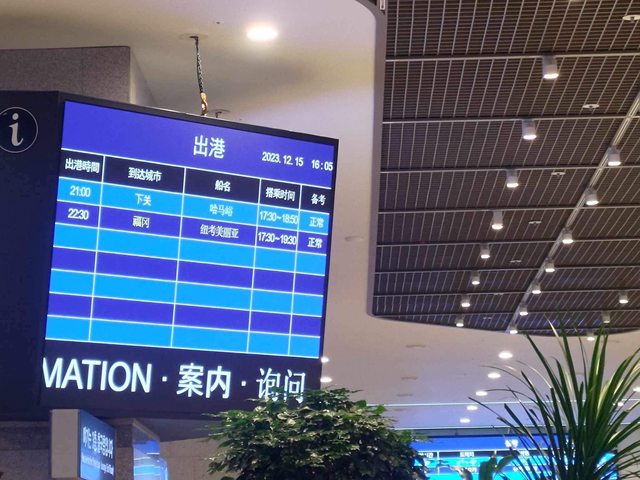 i
出港 2023. 12. 15 16:05
出港時間 到达城市 船名 搭乘时间 备考
21:00 下关 哈马峪 17:30~18:50 正常
22:30 福冈 纽考美丽亚 17:30~19:30 正常
MATION · 案内 · 询问